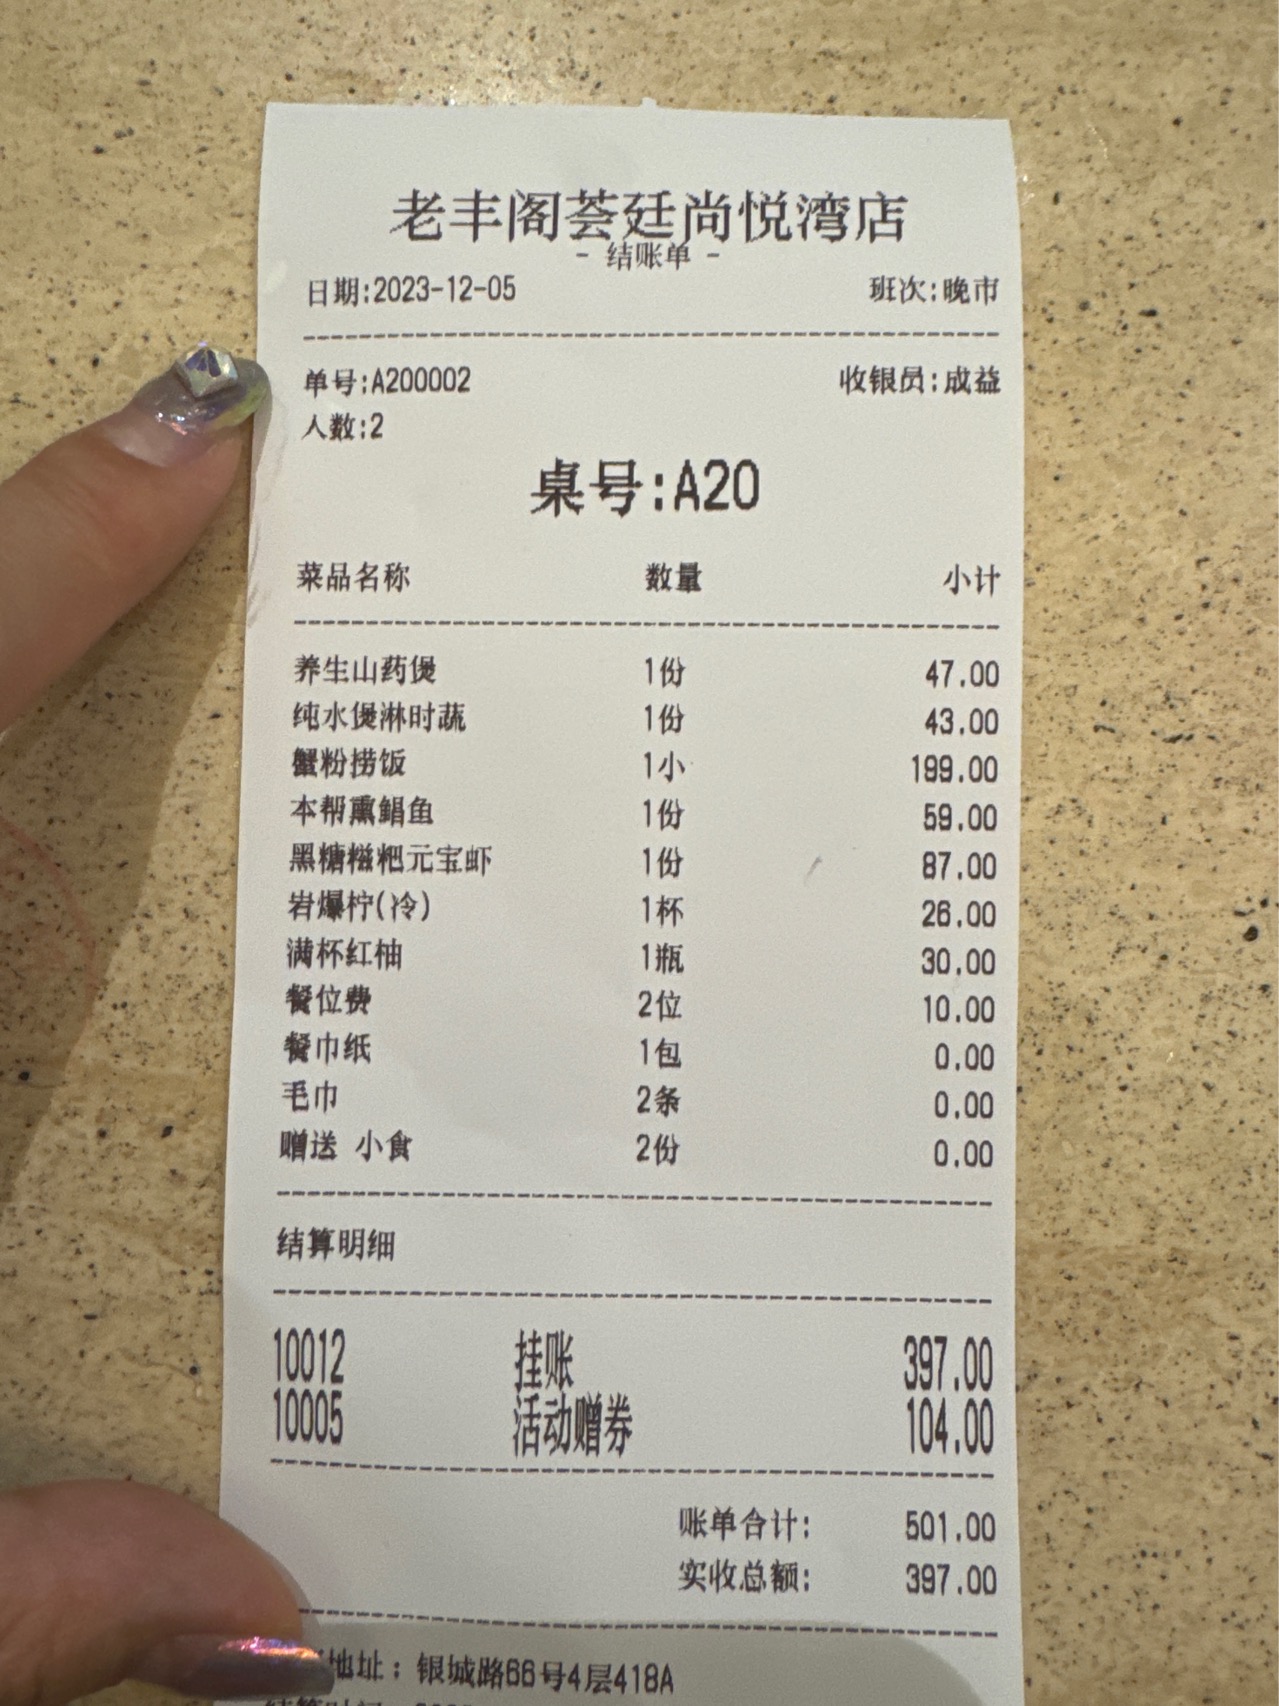 老丰阁荟廷尚悦湾店
- 结账单 -
日期:2023-12-05 班次:晚市
单号:A200002 收银员:成益
人数:2
桌号:A20
菜品名称 数量 小计
养生山药煲 1份 47.00
纯水煲淋时蔬 1份 43.00
蟹粉捞饭 1小 199.00
本帮熏鲳鱼 1份 59.00
黑糖糍粑元宝虾 1份 87.00
岩爆柠(冷) 1杯 26.00
满杯红柚 1瓶 30.00
餐位费 2位 10.00
餐巾纸 1包 0.00
毛巾 2条 0.00
赠送 小食 2份 0.00
结算明细
10012 挂账 397.00
10005 活动赠券 104.00
账单合计: 501.00
实收总额: 397.00
地址：银城路66号4层418A